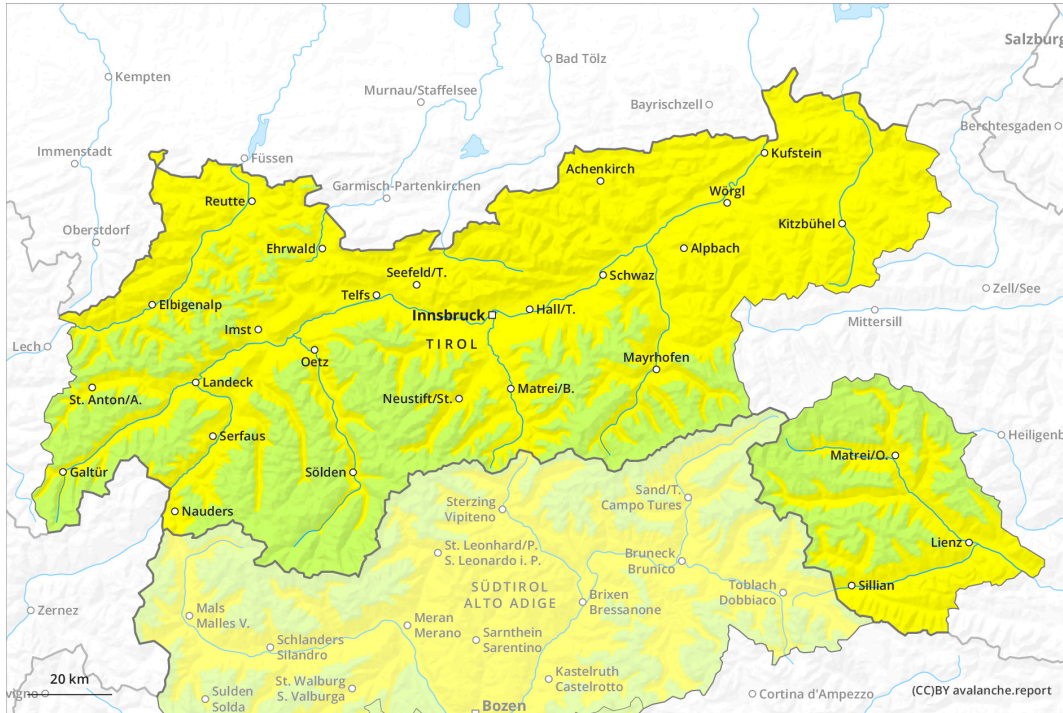 Salzburg
Kempten
Bad Tölz
Murnau/Staffelsee
Bayrischzell
Berchtesgaden
Immenstadt
Füssen
Kufstein
Achenkirch
Garmisch-Partenkirchen
Wörgl
Reutte
Oberstdorf
Kitzbühel
Ehrwald
Alpbach
Seefeld/T.
Schwaz
Telfs
Zell/See
Elbigenalp
Innsbruck
Hall/T.
Mittersill
Imst
TIROL
Lech
Oetz
Mayrhofen
Landeck
St. Anton/A.
Neustift/St.
Matrei/B.
Serfaus
Heiligenb
Matrei/O.
Galtür
Sölden
Sterzing
Vipiteno
Sand/T.
Campo Tures
Nauders
Lienz
St. Leonhard/P.
S. Leonardo i. P.
Bruneck
Brunico
Sillian
SÜDTIROL
ALTO ADIGE
Toblach
Dobbiaco
Brixen
Bressanone
Zernez
Mals
Malles V.
Meran
Merano
Schlanders
Silandro
Sarnthein
Sarentino
20 km
St. Walburg
S. Valburga
Kastelruth
Castelrotto
vigno
Sulden
Solda
Cortina d'Ampezzo
(CC)BY avalanche.report
Bozen